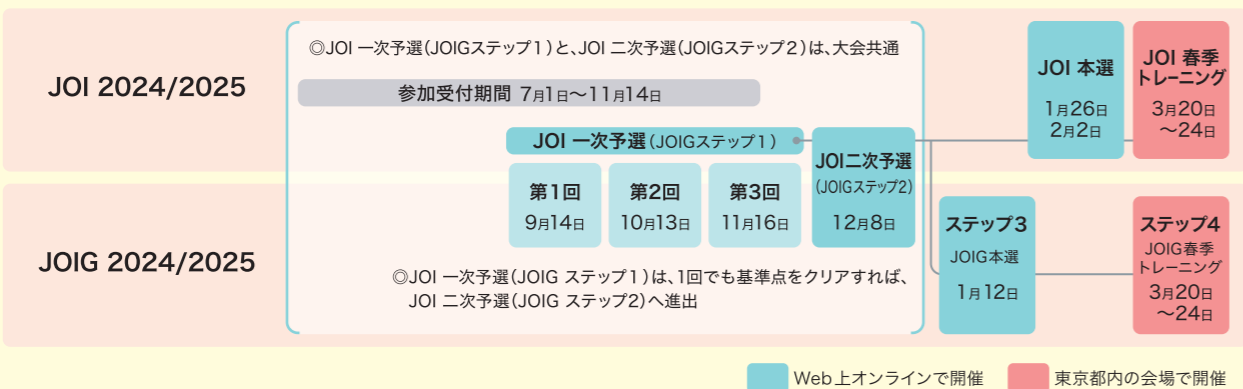 ◎JOI 一次予選(JOIGステップ1)と、JOI 二次予選(JOIGステップ2)は、大会共通
JOI 2024/2025
参加受付期間 7月1日〜11月14日
JOI 一次予選(JOIGステップ1)
第1回
9月14日
第2回
10月13日
第3回
11月16日
JOI二次予選
(JOIGステップ2)
12月8日
JOI 本選
1月26日
2月2日
JOI 春季
トレーニング
3月20日
〜24日
JOIG 2024/2025
◎JOI 一次予選(JOIG ステップ1)は、1回でも基準点をクリアすれば、
JOI 二次予選(JOIG ステップ2)へ進出
ステップ3
JOIG本選
1月12日
ステップ4
JOIG春季
トレーニング
3月20日
〜24日
Web上オンラインで開催
東京都内の会場で開催